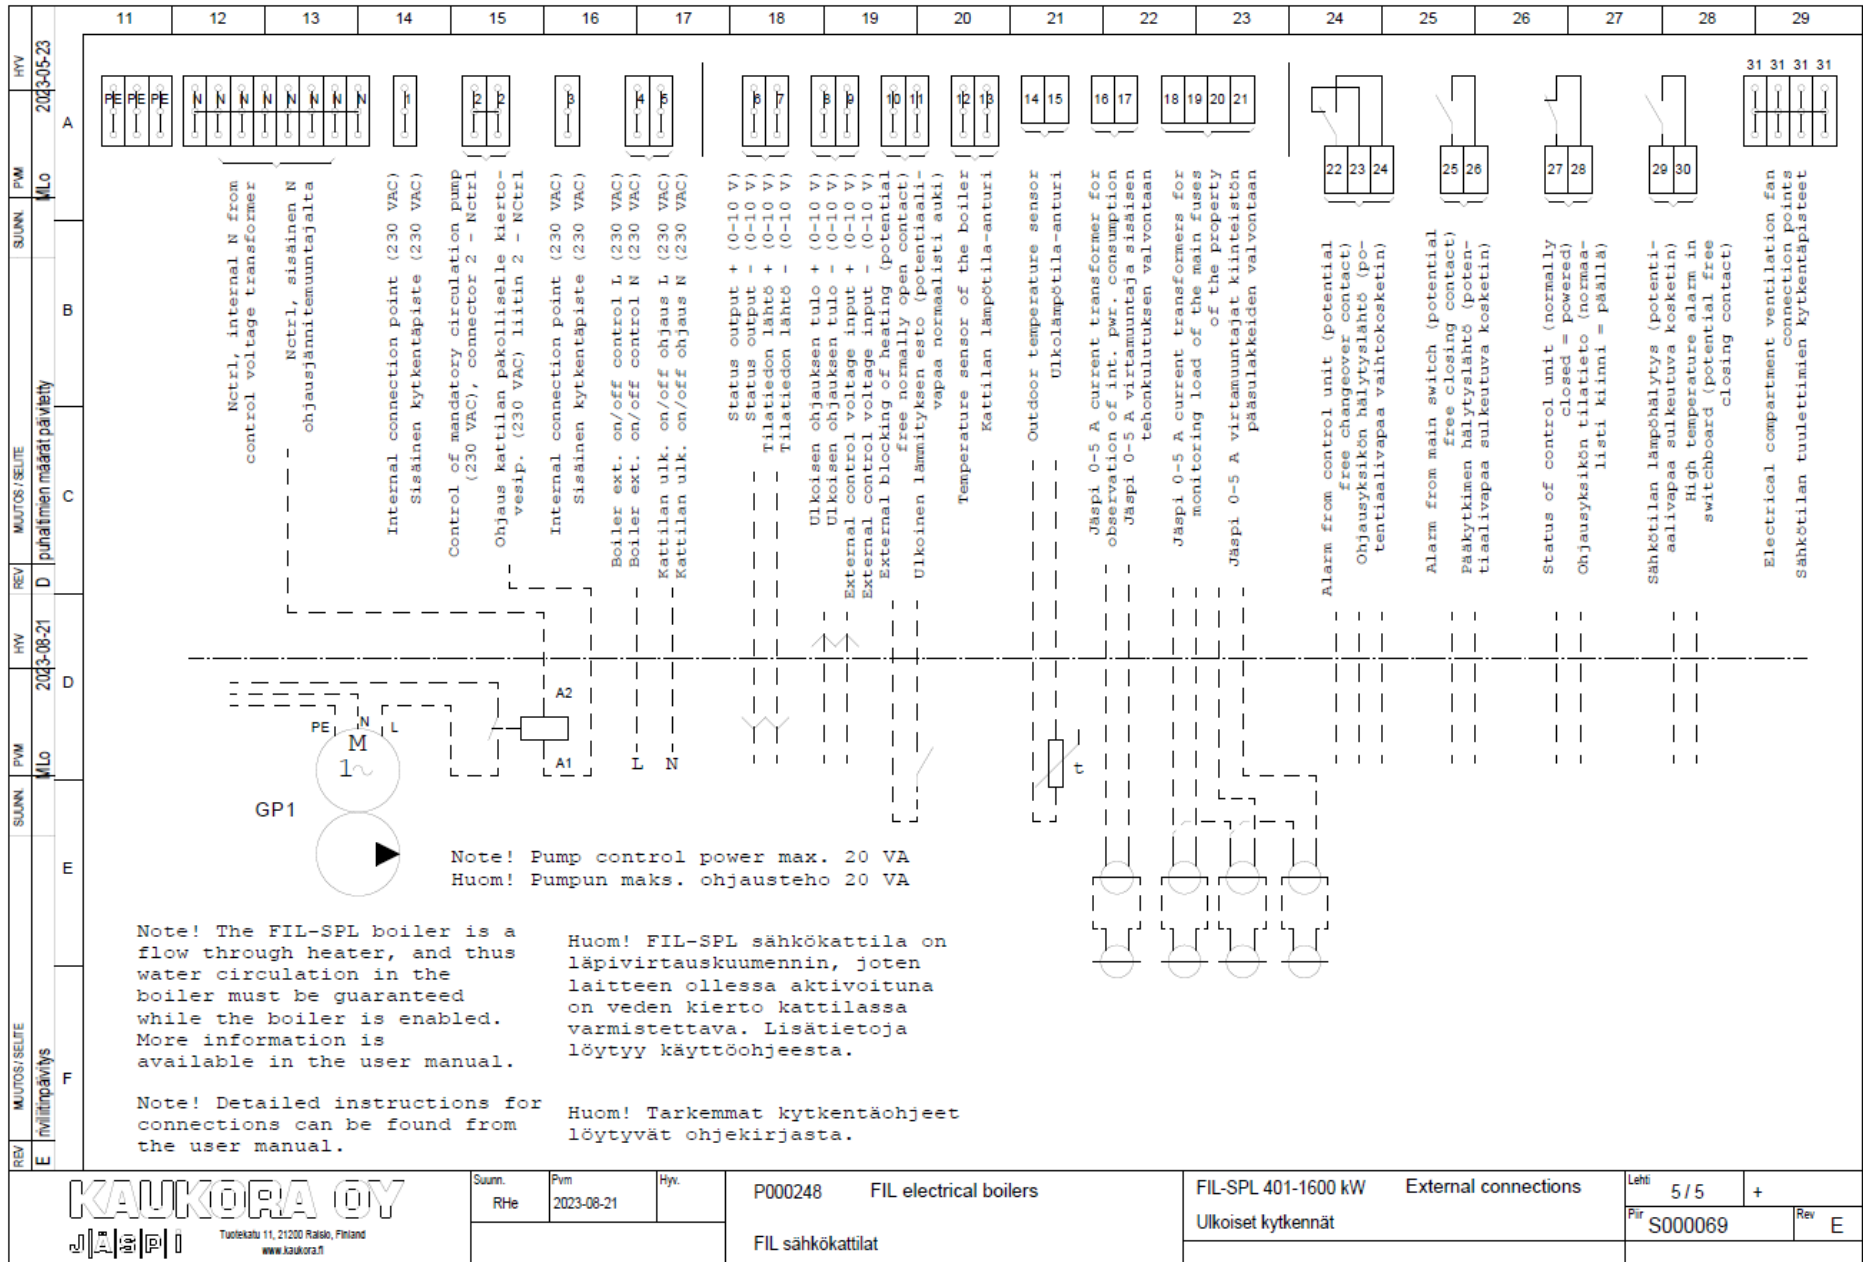 11 12 13 14 15 16 17 18 19 20 21 22 23 24 25 26 27 28 29
A
B
C
D
E
F
HYV
2023-05-23
PVM
MLo
SUUNN.
MUUTOS / SELITE
puhaltimien määrät päivitetty
REV
D
HYV
2023-08-21
PVM
MLo
SUUNN.
MUUTOS / SELITE
riviliitinpäivitys
REV
E
PE PE PE
N N N N N N N N
1
2 2
3
4 5
6 7
8 9
10 11
12 13
14 15
16 17
18 19 20 21
22 23 24
25 26
27 28
29 30
31 31 31 31
Nctrl, internal N from
control voltage transformer
Nctrl, sisäinen N
ohjausjännitemuuntajalta
Internal connection point (230 VAC)
Sisäinen kytkentäpiste (230 VAC)
Control of mandatory circulation pump
(230 VAC), connector 2 - Nctrl
Ohjaus kattilan pakolliselle kierto-
vesip. (230 VAC) liitin 2 - NCtrl
Internal connection point (230 VAC)
Sisäinen kytkentäpiste (230 VAC)
Boiler ext. on/off control L (230 VAC)
Boiler ext. on/off control N (230 VAC)
Kattilan ulk. on/off ohjaus L (230 VAC)
Kattilan ulk. on/off ohjaus N (230 VAC)
Status output + (0-10 V)
Status output - (0-10 V)
Tilatiedon lähtö + (0-10 V)
Tilatiedon lähtö - (0-10 V)
Ulkoisen ohjauksen tulo + (0-10 V)
Ulkoisen ohjauksen tulo - (0-10 V)
External control voltage input + (0-10 V)
External control voltage input - (0-10 V)
External blocking of heating (potential
free normally open contact)
Ulkoinen lämmityksen esto (potentiaali-
vapaa normaalisti auki)
Temperature sensor of the boiler
Kattilan lämpötila-anturi
Outdoor temperature sensor
Ulkolämpötila-anturi
Jäspi 0-5 A current transformer for
observation of int. pwr. consumption
Jäspi 0-5 A virtamuuntaja sisäisen
tehonkulutuksen valvontaan
Jäspi 0-5 A current transformers for
monitoring load of the main fuses
of the property
Jäspi 0-5 A virtamuuntajat kiinteistön
pääsulakkeiden valvontaan
Alarm from control unit (potential
free changeover contact)
Ohjausyksikön hälytyslähtö (po-
tentiaalivapaa vaihtokosketin)
Alarm from main switch (potential
free closing contact)
Pääkytkinen hälytyslähtö (poten-
tiaalivapaa sulkeutuva kosketin)
Status of control unit (normally
closed = powered)
Ohjausyksikön tilatieto (normaa-
listi kiinni = päällä)
Sähkötilan lämpöhälytys (potenti-
aalivapaa sulkeutuva kosketin)
High temperature alarm in
switchboard (potential free
closing contact)
Electrical compartment ventilation fan
connection points
Sähkötilan tuulettimien kytkentäpisteet
A2
A1
PE N L
M
1~
GP1
L N
t
Note! Pump control power max. 20 VA
Huom! Pumpun maks. ohjausteho 20 VA
Note! The FIL-SPL boiler is a
flow through heater, and thus
water circulation in the
boiler must be guaranteed
while the boiler is enabled.
More information is
available in the user manual.
Note! Detailed instructions for
connections can be found from
the user manual.
Huom! FIL-SPL sähkökattila on
läpivirtauskuumennin, joten
laitteen ollessa aktivoituna
on veden kierto kattilassa
varmistettava. Lisätietoja
löytyy käyttöohjeesta.
Huom! Tarkemmat kytkentäohjeet
löytyvät ohjekirjasta.
KAUKORA OY
JÄSPI
Tuotekatu 11, 21200 Raisio, Finland
www.kaukora.fi
Suunn.
RHe
Pvm
2023-08-21
Hyv.
P000248 FIL electrical boilers
FIL sähkökattilat
FIL-SPL 401-1600 kW External connections
Ulkoiset kytkennät
Lehti
5 / 5
+
Piir
S000069
Rev
E